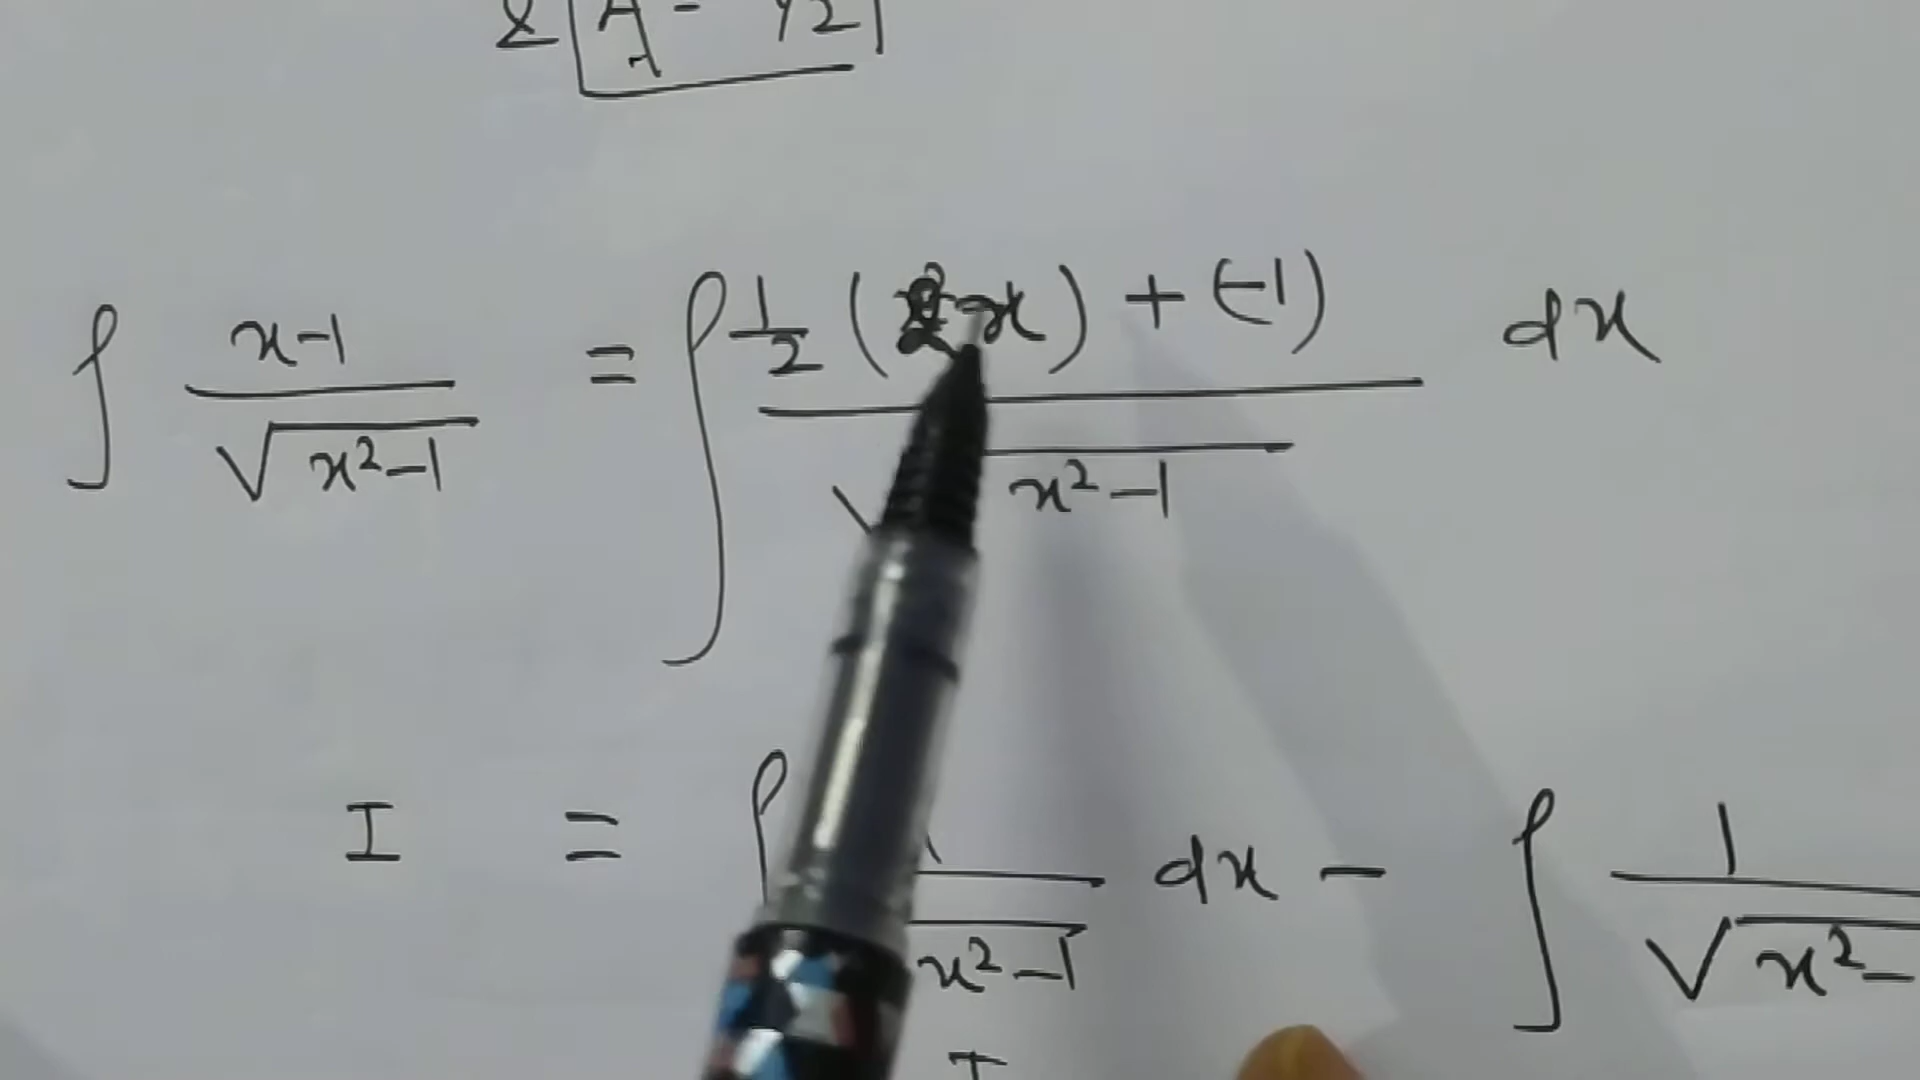 & A = 1/2
∫ x-1 / √(x²-1) = ∫ 1/2 (2x) + (-1) / √(x²-1) dx
I = ∫ / x²-1 dx - ∫ 1 / √(x²-
I